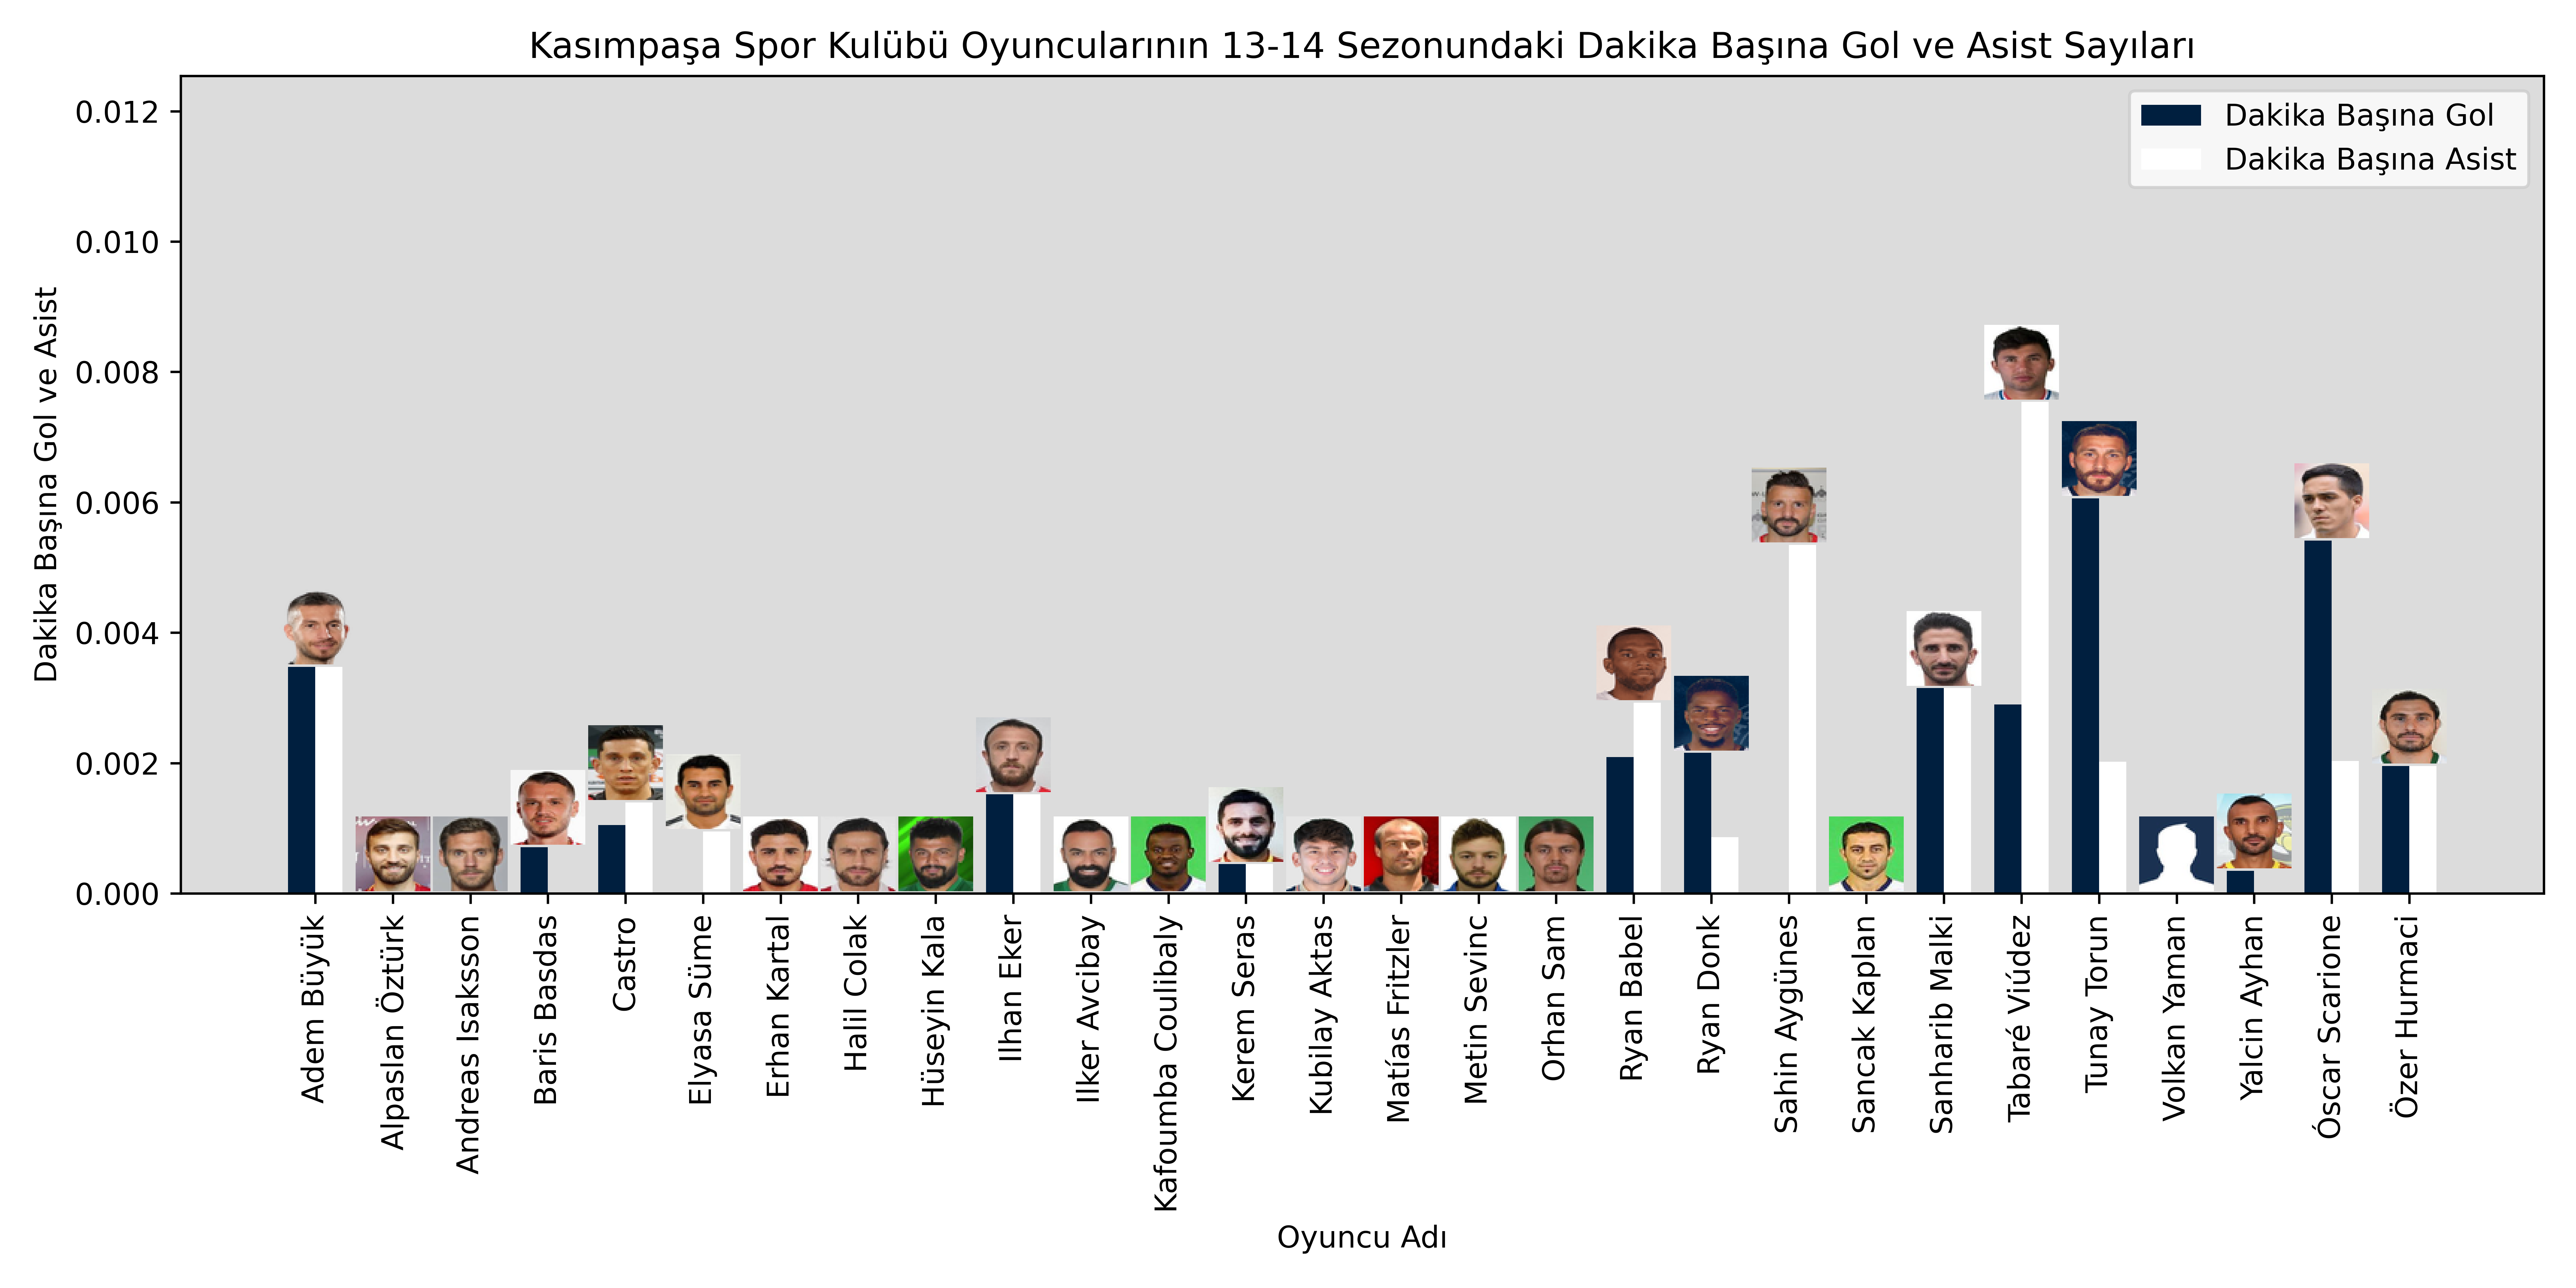 Kasımpaşa Spor Kulübü Oyuncularının 13-14 Sezonundaki Dakika Başına Gol ve Asist Sayıları
Dakika Başına Gol
Dakika Başına Asist
Dakika Başına Gol ve Asist
0.012
0.010
0.008
0.006
0.004
0.002
0.000
Adem Büyük
Alpaslan Öztürk
Andreas Isaksson
Baris Basdas
Castro
Elyasa Süme
Erhan Kartal
Halil Colak
Hüseyin Kala
Ilhan Eker
Ilker Avcibay
Kafoumba Coulibaly
Kerem Seras
Kubilay Aktas
Matías Fritzler
Metin Sevinc
Orhan Sam
Ryan Babel
Ryan Donk
Sahin Aygünes
Sancak Kaplan
Sanharib Malki
Tabaré Viúdez
Tunay Torun
Volkan Yaman
Yalcin Ayhan
Óscar Scarione
Özer Hurmaci
Oyuncu Adı